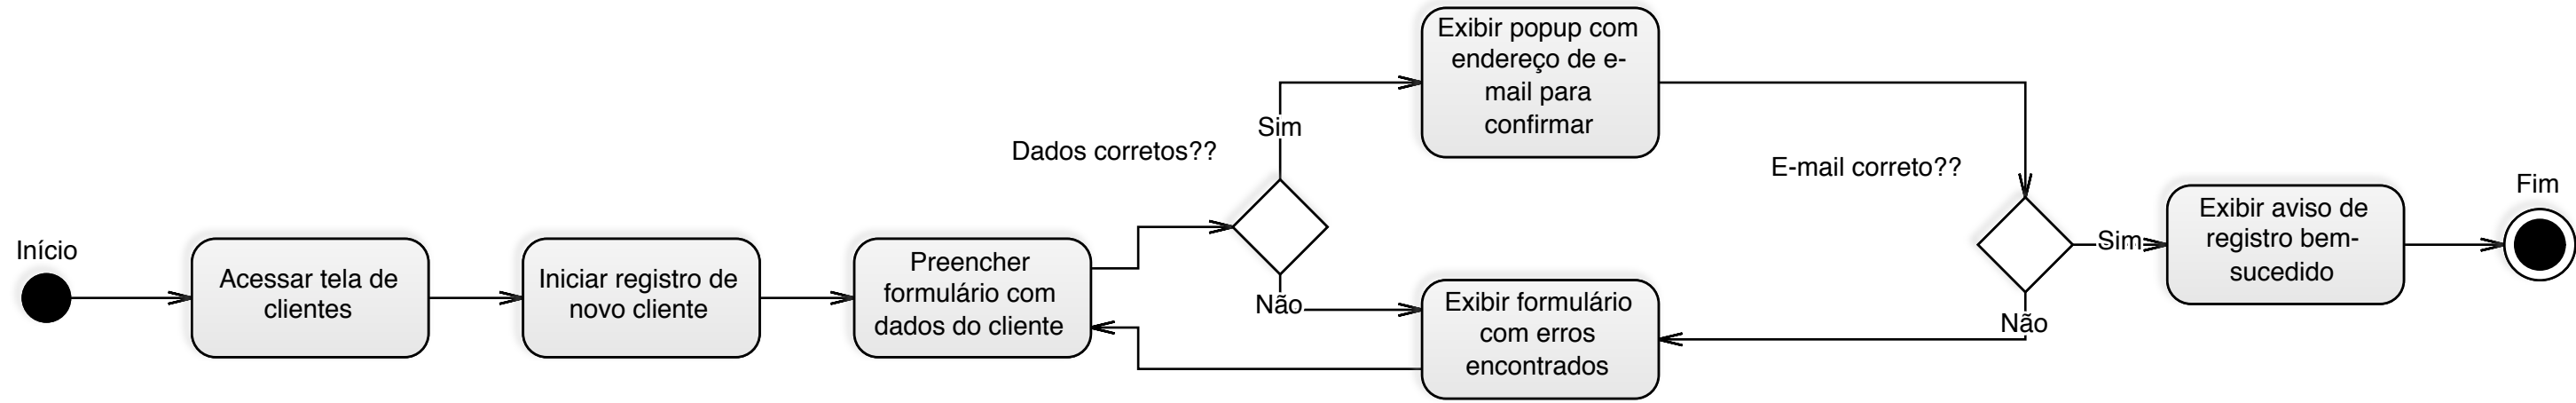 Início
Acessar tela de
clientes
Iniciar registro de
novo cliente
Preencher
formulário com
dados do cliente
Dados corretos??
Sim
Não
Exibir popup com
endereço de e-
mail para
confirmar
Exibir formulário
com erros
encontrados
E-mail correto??
Sim
Não
Exibir aviso de
registro bem-
sucedido
Fim